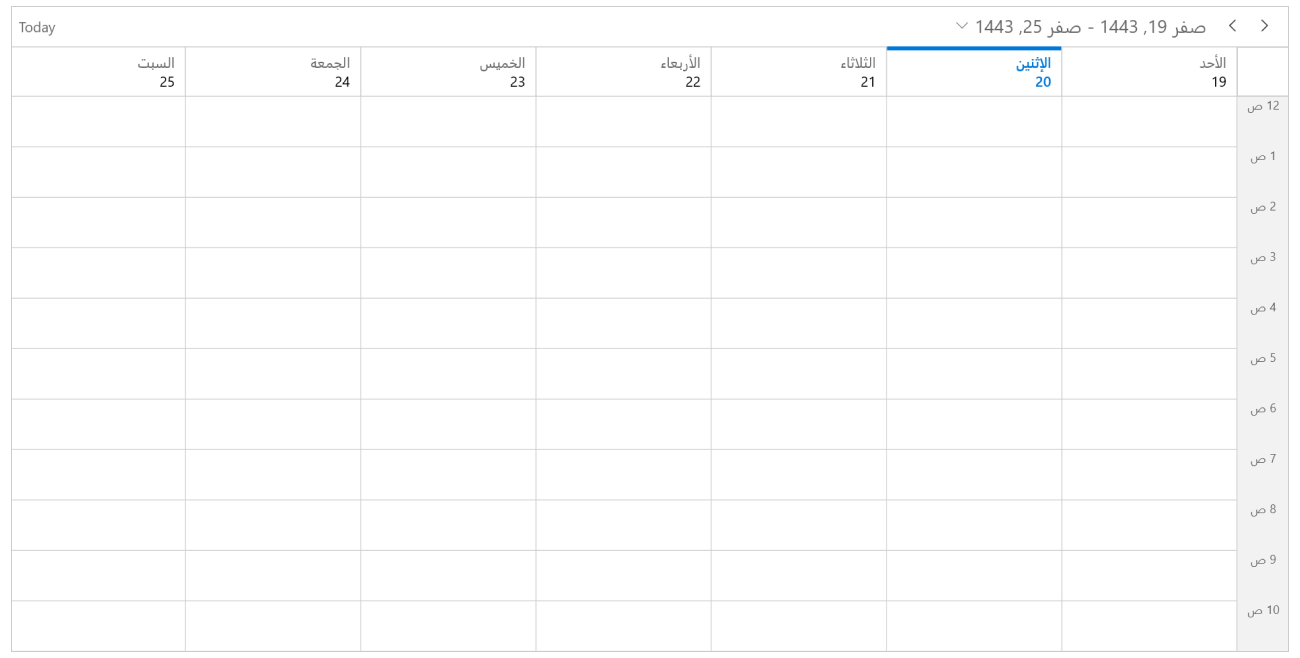 صفر 19, 1443 - صفر 25, 1443
Today
الأحد
19
الإثنين
20
الثلاثاء
21
الأربعاء
22
الخميس
23
الجمعة
24
السبت
25
12 ص
1 ص
2 ص
3 ص
4 ص
5 ص
6 ص
7 ص
8 ص
9 ص
10 ص